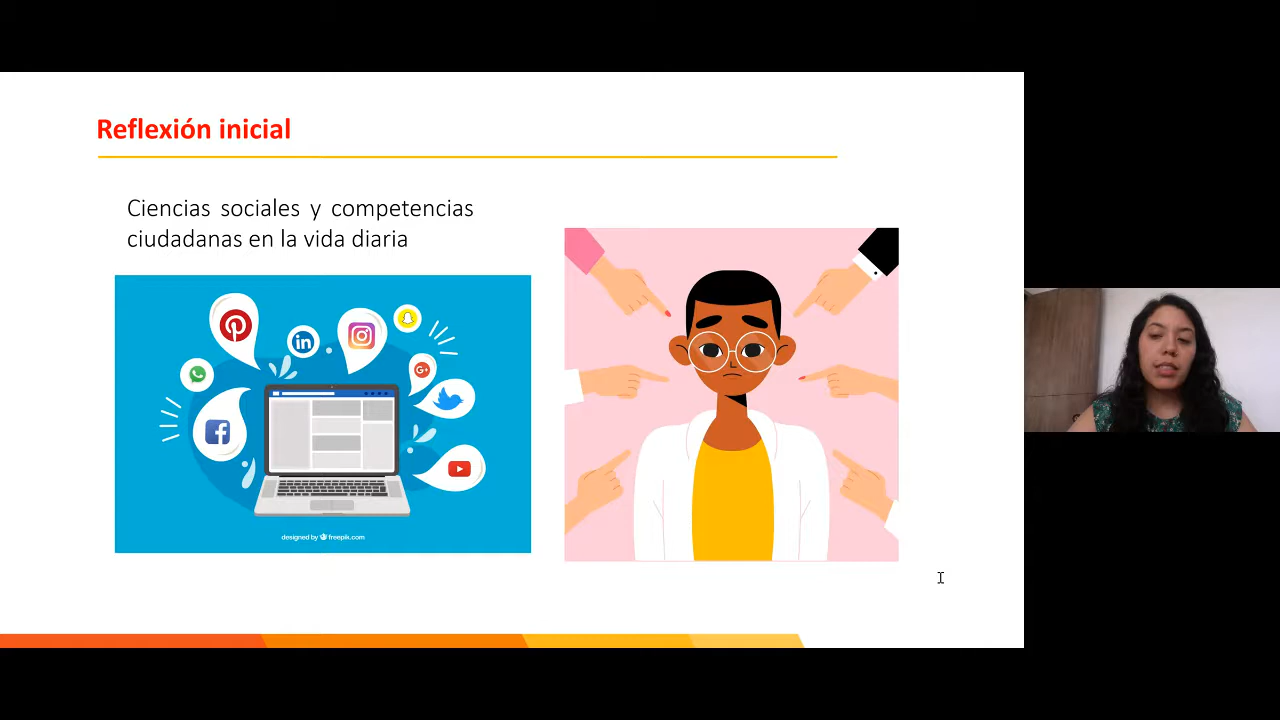 Reflexión inicial
Ciencias sociales y competencias
ciudadanas en la vida diaria
designed by freepik.com